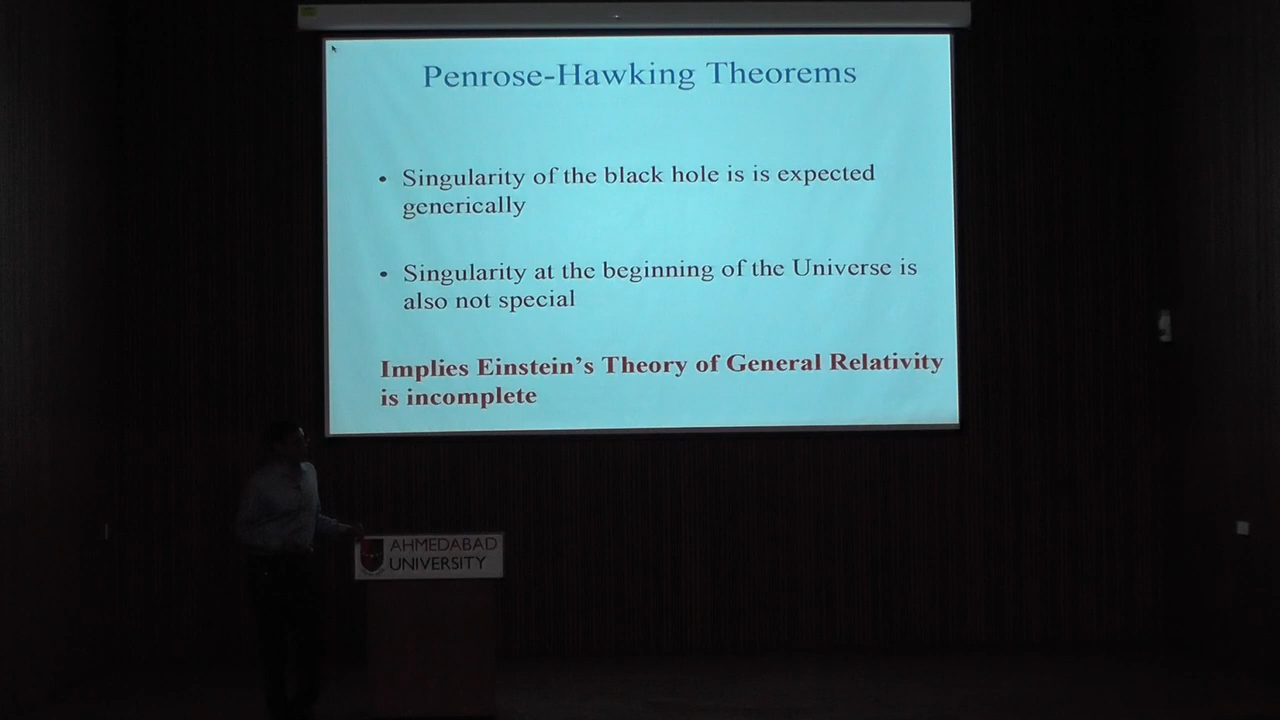 Penrose-Hawking Theorems
• Singularity of the black hole is is expected
generically
• Singularity at the beginning of the Universe is
also not special
Implies Einstein's Theory of General Relativity
is incomplete
AHMEDABAD
UNIVERSITY